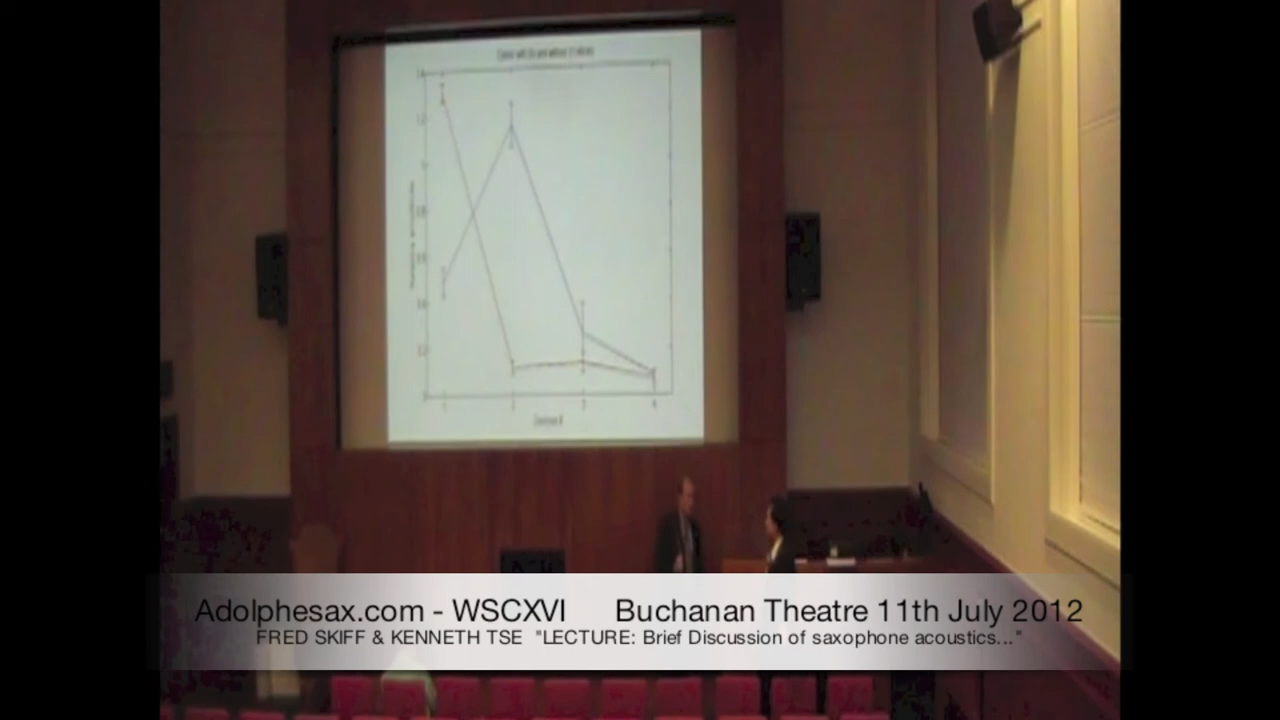 Adolphesax.com - WSCXVI Buchanan Theatre 11th July 2012
FRED SKIFF & KENNETH TSE "LECTURE: Brief Discussion of saxophone acoustics..."